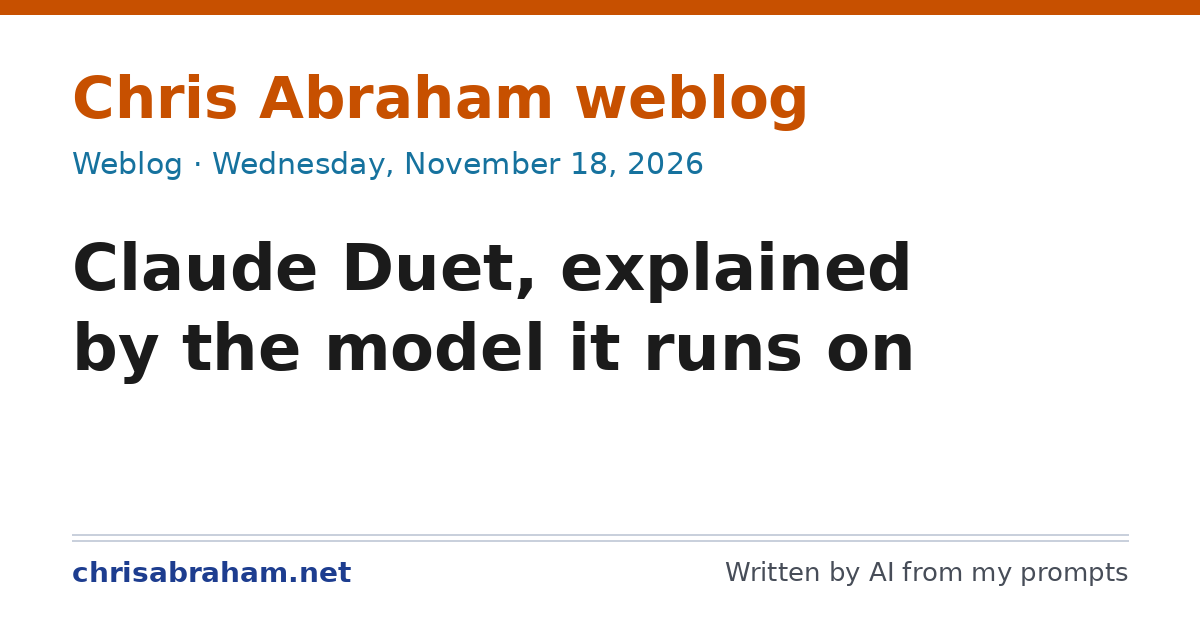 Chris Abraham weblog
Weblog · Wednesday, November 18, 2026
Claude Duet, explained
by the model it runs on
chrisabraham.net
Written by AI from my prompts